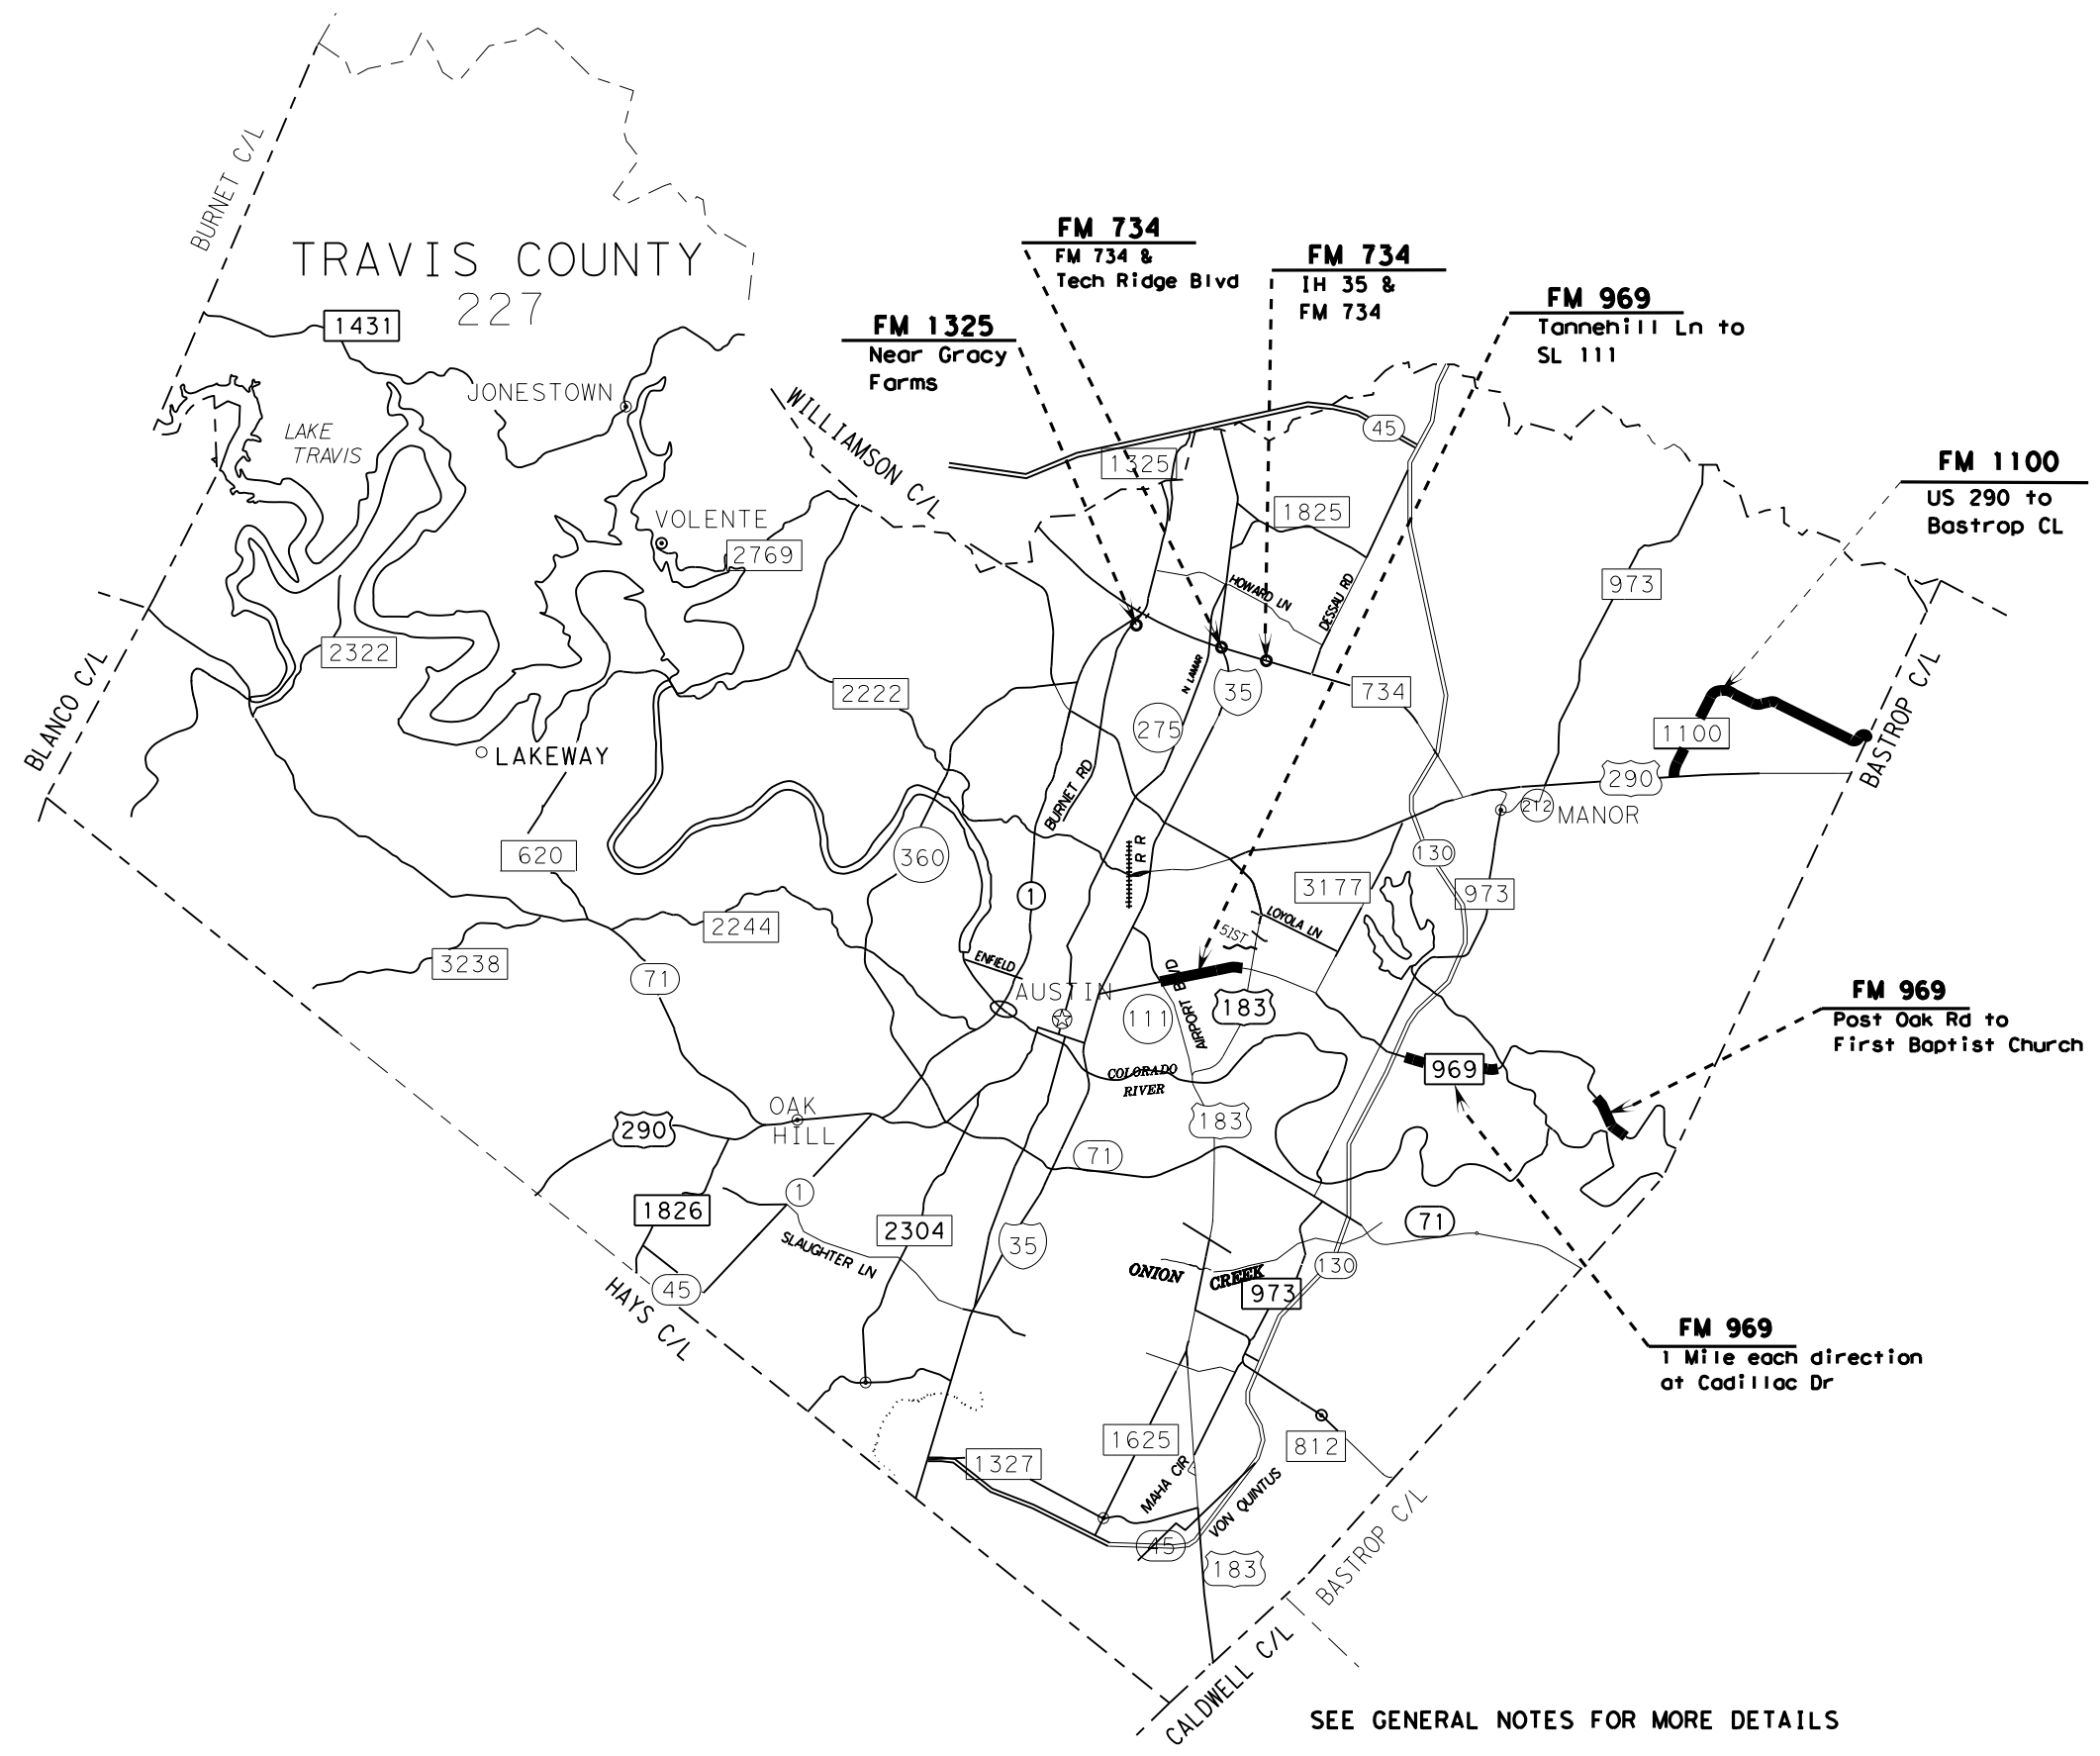 BURNET C/L
TRAVIS COUNTY
227
1431
JONESTOWN
LAKE
TRAVIS
VOLENTE
2769
WILLIAMSON C/L
FM 1325
Near Gracy
Farms
FM 734
FM 734 &
Tech Ridge Blvd
FM 734
IH 35 &
FM 734
FM 969
Tannehill Ln to
SL 111
FM 1100
US 290 to
Bastrop CL
45
1325
1825
HOWARD LN
DESSAU RD
973
2322
2222
N LAMAR
35
734
275
1100
BLANCO C/L
LAKEWAY
BURNET RD
290
212
MANOR
BASTROP C/L
620
360
R R
130
1
3177
973
2244
LOYOLA LN
51ST
3238
71
ENFIELD
AUSTIN
111
AIRPORT BLVD
183
FM 969
Post Oak Rd to
First Baptist Church
969
COLORADO
RIVER
OAK
HILL
290
183
71
1
1826
2304
35
71
SLAUGHTER LN
ONION
CREEK
130
973
45
HAYS C/L
FM 969
1 Mile each direction
at Cadillac Dr
1625
812
1327
MAHA CIR
VON QUINTUS
45
183
BASTROP C/L
CALDWELL C/L
SEE GENERAL NOTES FOR MORE DETAILS